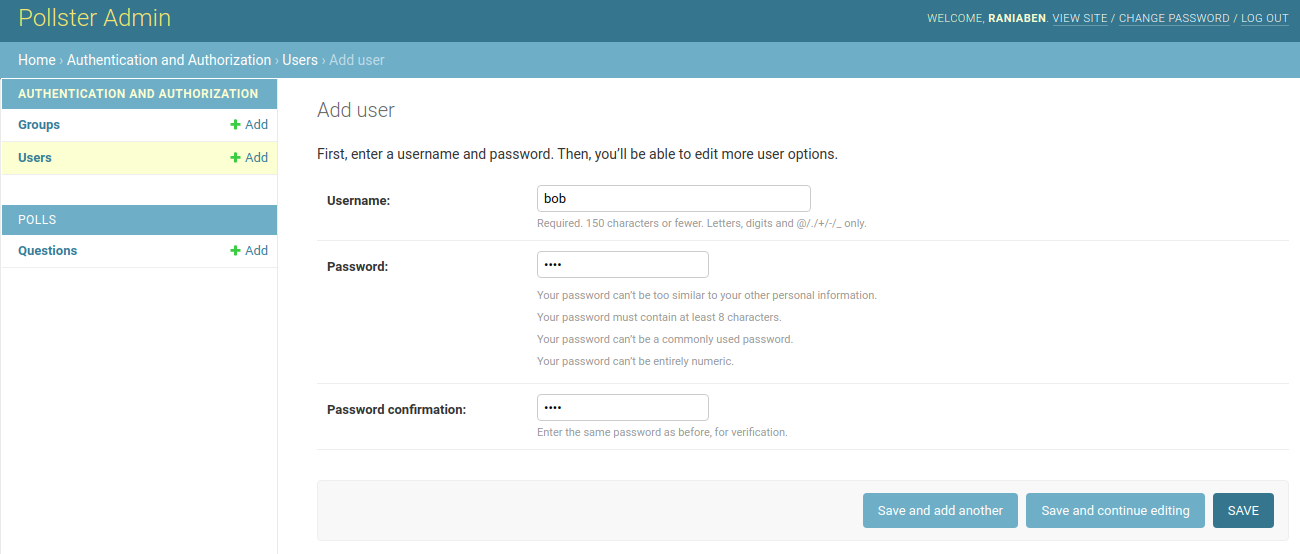 Pollster Admin
WELCOME, RANIABEN. VIEW SITE / CHANGE PASSWORD / LOG OUT
Home › Authentication and Authorization › Users › Add user
AUTHENTICATION AND AUTHORIZATION
Groups + Add
Users + Add
POLLS
Questions + Add
Add user
First, enter a username and password. Then, you’ll be able to edit more user options.
Username: bob
Required. 150 characters or fewer. Letters, digits and @/./+/-/_ only.
Password: ••••
Your password can’t be too similar to your other personal information.
Your password must contain at least 8 characters.
Your password can’t be a commonly used password.
Your password can’t be entirely numeric.
Password confirmation: ••••
Enter the same password as before, for verification.
Save and add another Save and continue editing SAVE